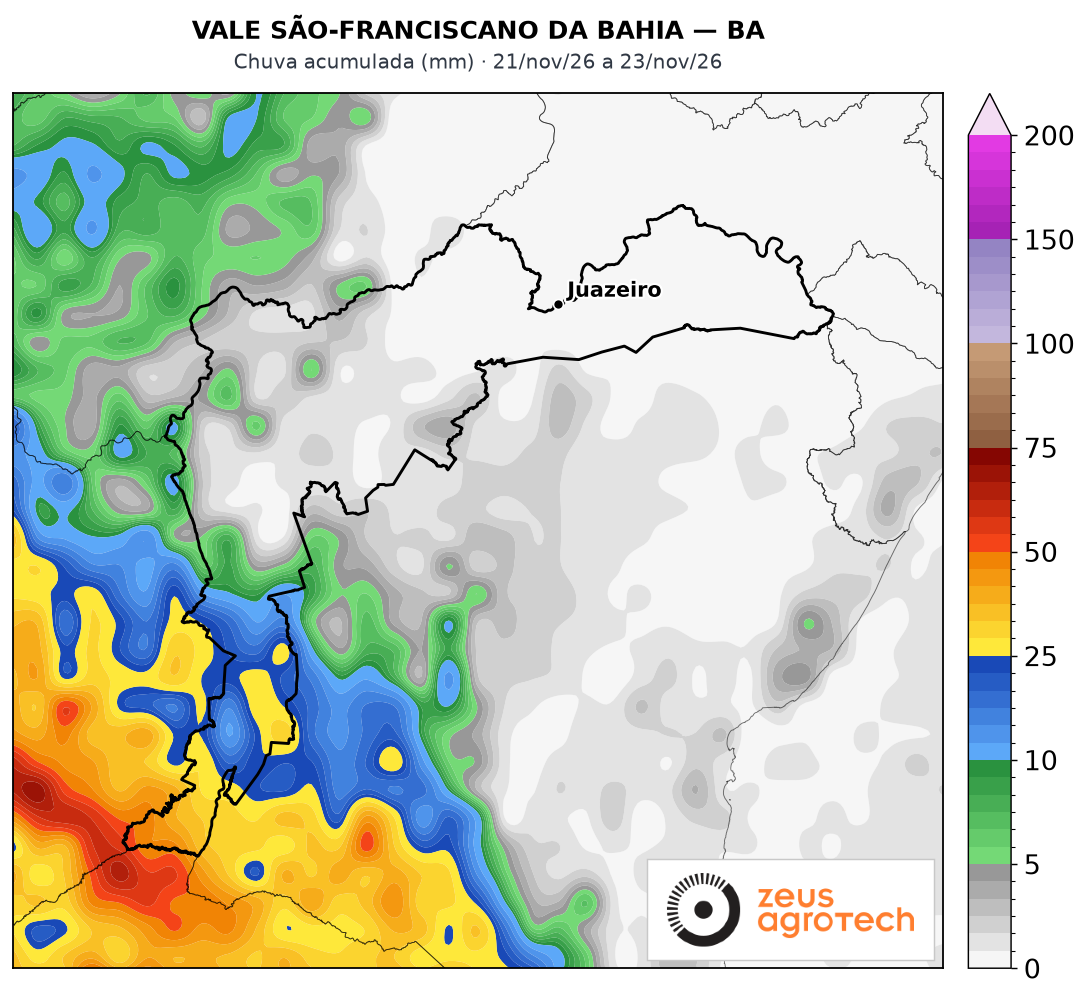 VALE SÃO-FRANCISCANO DA BAHIA — BA
Chuva acumulada (mm) · 21/nov/26 a 23/nov/26
Juazeiro
200
150
100
75
50
25
10
5
0
zeus
agrotech